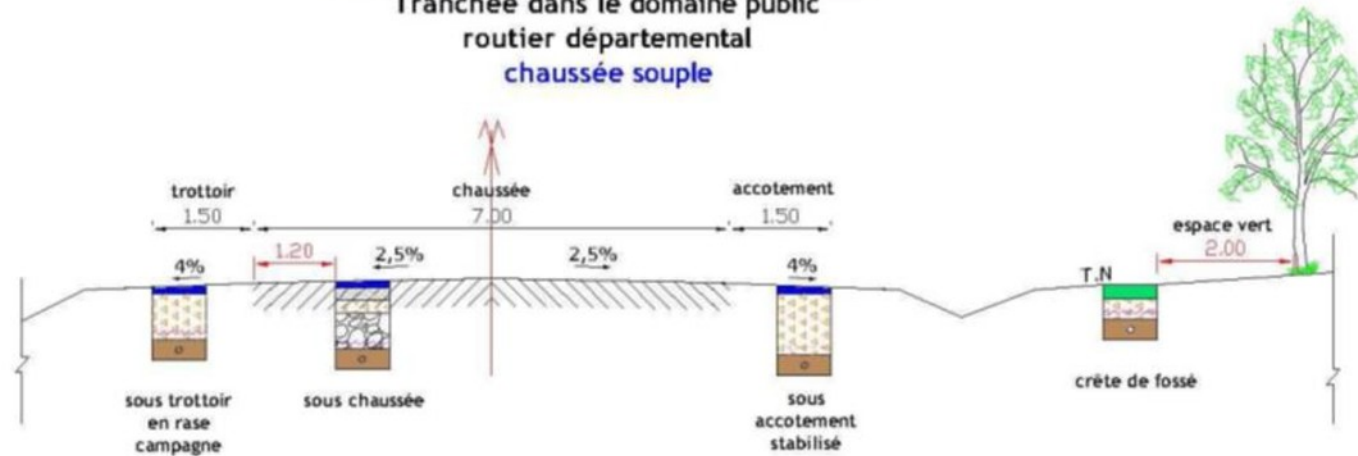 Tranchée dans le domaine public
routier départemental
chaussée souple
trottoir
chaussée
accotement
1.50
7.00
1.50
espace vert
2.00
1.20
4%
2,5%
2,5%
4%
T.N
sous trottoir
en rase
campagne
sous chaussée
sous
accotement
stabilisé
crête de fossé